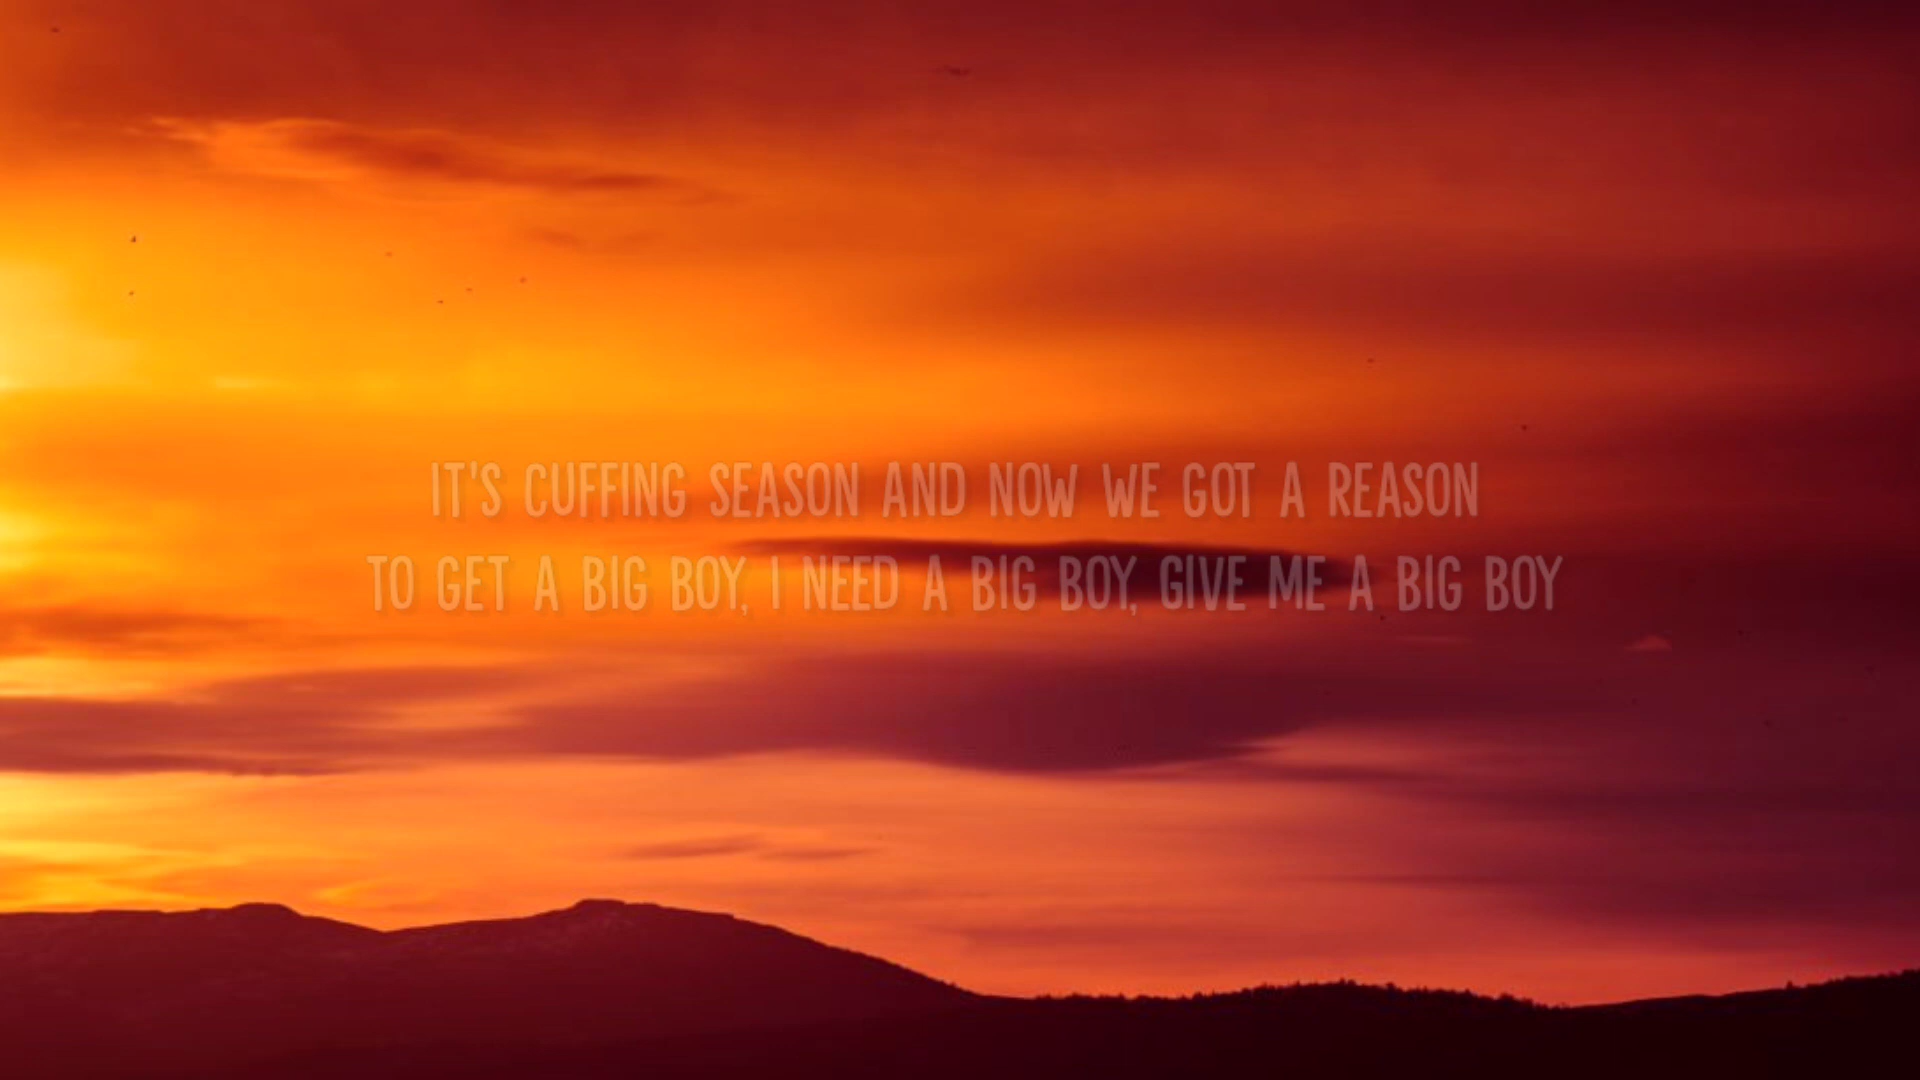 IT'S CUFFING SEASON AND NOW WE GOT A REASON
TO GET A BIG BOY, I NEED A BIG BOY, GIVE ME A BIG BOY